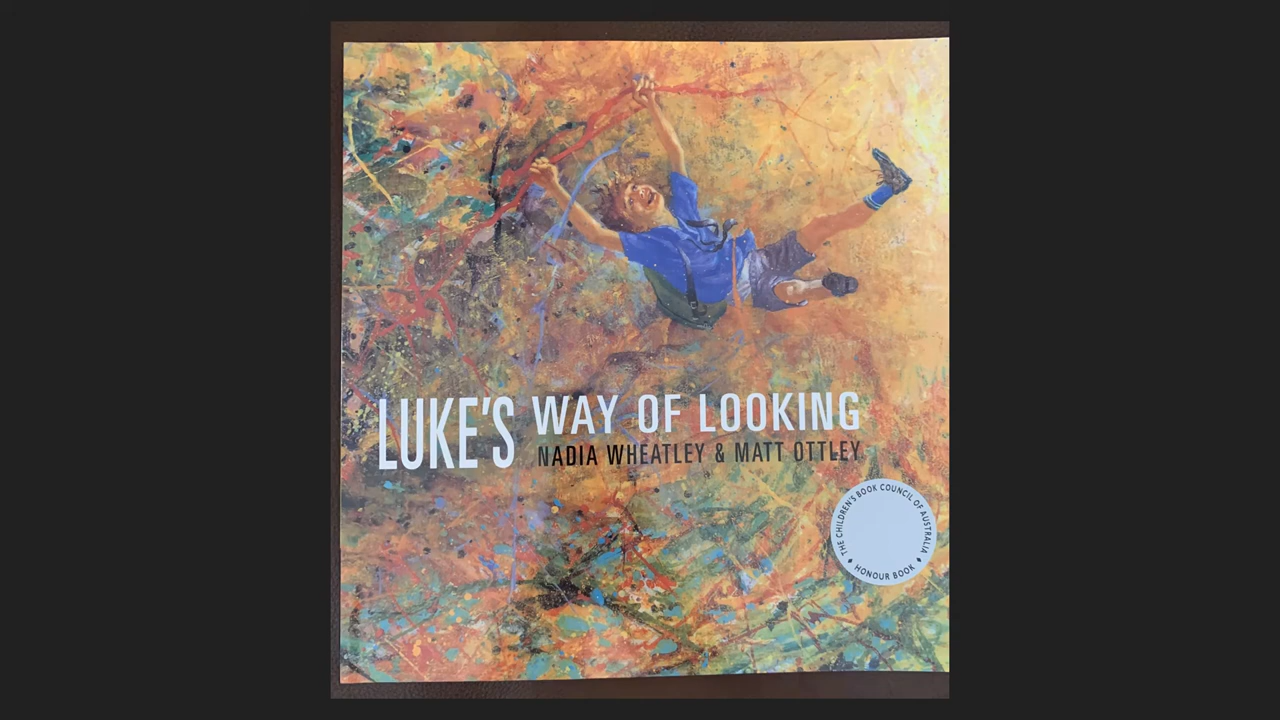 LUKE'S WAY OF LOOKING
NADIA WHEATLEY & MATT OTTLEY
THE CHILDREN'S BOOK COUNCIL OF AUSTRALIA
HONOUR BOOK